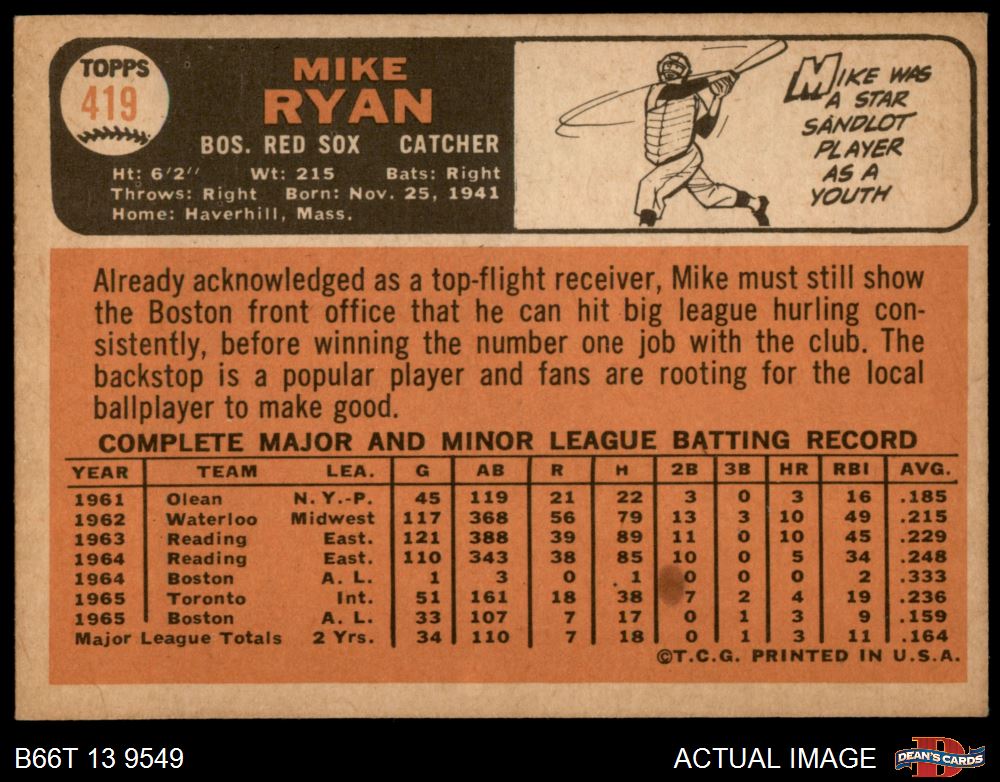 TOPPS
419
MIKE
RYAN
BOS. RED SOX CATCHER
Ht: 6'2" Wt: 215 Bats: Right
Throws: Right Born: Nov. 25, 1941
Home: Haverhill, Mass.
MIKE WAS
A STAR
SANDLOT
PLAYER
AS A
YOUTH
Already acknowledged as a top-flight receiver, Mike must still show
the Boston front office that he can hit big league hurling con-
sistently, before winning the number one job with the club. The
backstop is a popular player and fans are rooting for the local
ballplayer to make good.
COMPLETE MAJOR AND MINOR LEAGUE BATTING RECORD
YEAR TEAM LEA. G AB R H 2B 3B HR RBI AVG.
1961 Olean N.Y.-P. 45 119 21 22 3 0 3 16 .185
1962 Waterloo Midwest 117 368 56 79 13 3 10 49 .215
1963 Reading East. 121 388 39 89 11 0 10 45 .229
1964 Reading East. 110 343 38 85 10 0 5 34 .248
1964 Boston A. L. 1 3 0 1 0 0 0 2 .333
1965 Toronto Int. 51 161 18 38 7 2 4 19 .236
1965 Boston A. L. 33 107 7 17 0 1 3 9 .159
Major League Totals 2 Yrs. 34 110 7 18 0 1 3 11 .164
©T.C.G. PRINTED IN U.S.A.
B66T 13 9549
ACTUAL IMAGE
D
DEAN'S CARDS